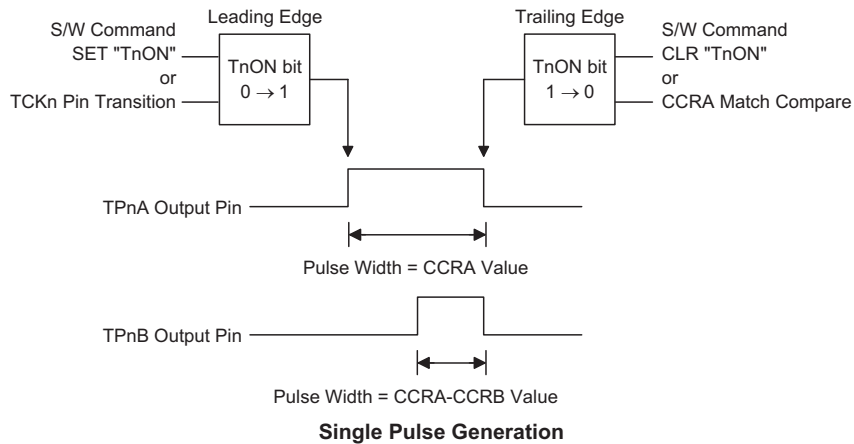 Leading Edge
S/W Command
SET "TnON"
or
TCKn Pin Transition
TnON bit
0 → 1
Trailing Edge
TnON bit
1 → 0
S/W Command
CLR "TnON"
or
CCRA Match Compare
TPnA Output Pin
Pulse Width = CCRA Value
TPnB Output Pin
Pulse Width = CCRA-CCRB Value
Single Pulse Generation